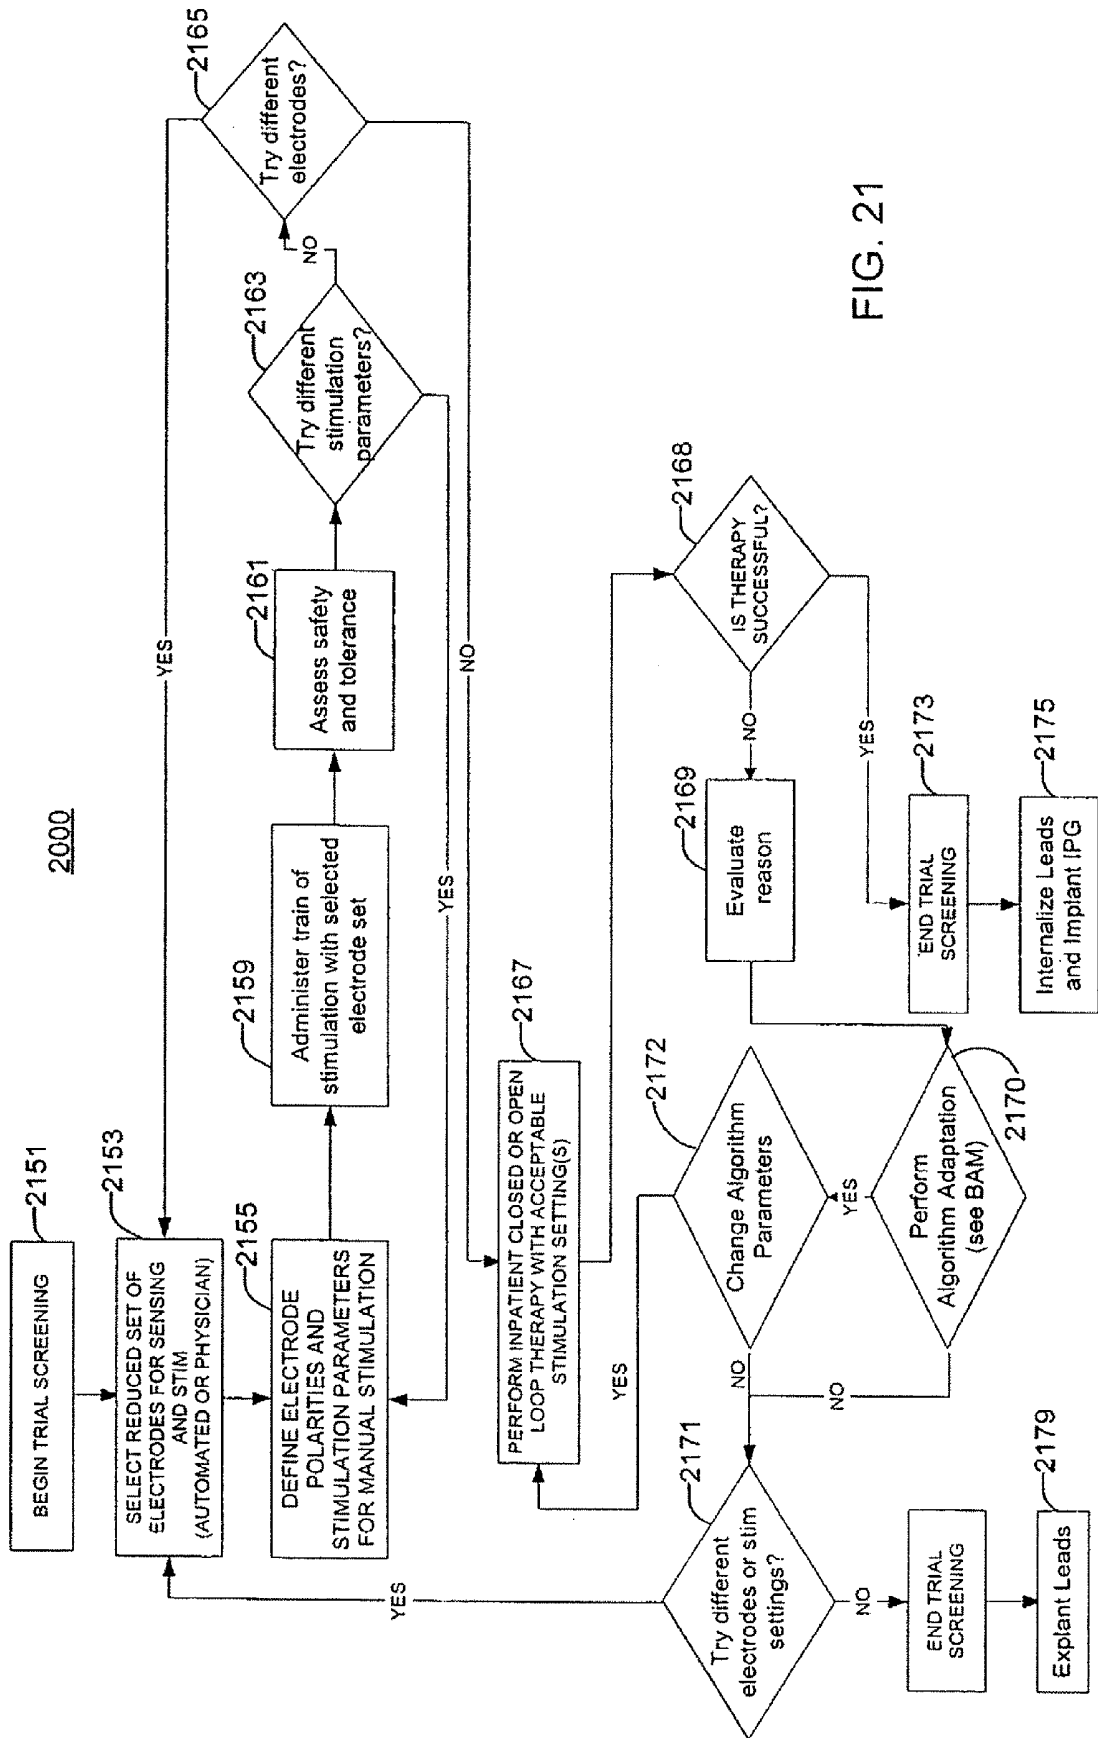 2000
2151
BEGIN TRIAL SCREENING
2153
SELECT REDUCED SET OF
ELECTRODES FOR SENSING
AND STIM
(AUTOMATED OR PHYSICIAN)
2155
DEFINE ELECTRODE
POLARITIES AND
STIMULATION PARAMETERS
FOR MANUAL STIMULATION
2159
Administer train of
stimulation with selected
electrode set
2161
Assess safety
and tolerance
2163
Try different
stimulation
parameters?
NO
2165
Try different
electrodes?
YES
YES
NO
2167
PERFORM INPATIENT CLOSED OR OPEN
LOOP THERAPY WITH ACCEPTABLE
STIMULATION SETTING(S)
2168
IS THERAPY
SUCCESSFUL?
NO
YES
2169
Evaluate
reason
2170
Perform
Algorithm Adaptation
(see BAM)
YES
NO
2172
Change Algorithm
Parameters
YES
NO
2171
Try different
electrodes or stim
settings?
YES
NO
END TRIAL
SCREENING
2179
Explant Leads
2173
END TRIAL
SCREENING
2175
Internalize Leads
and Implant IPG
FIG. 21